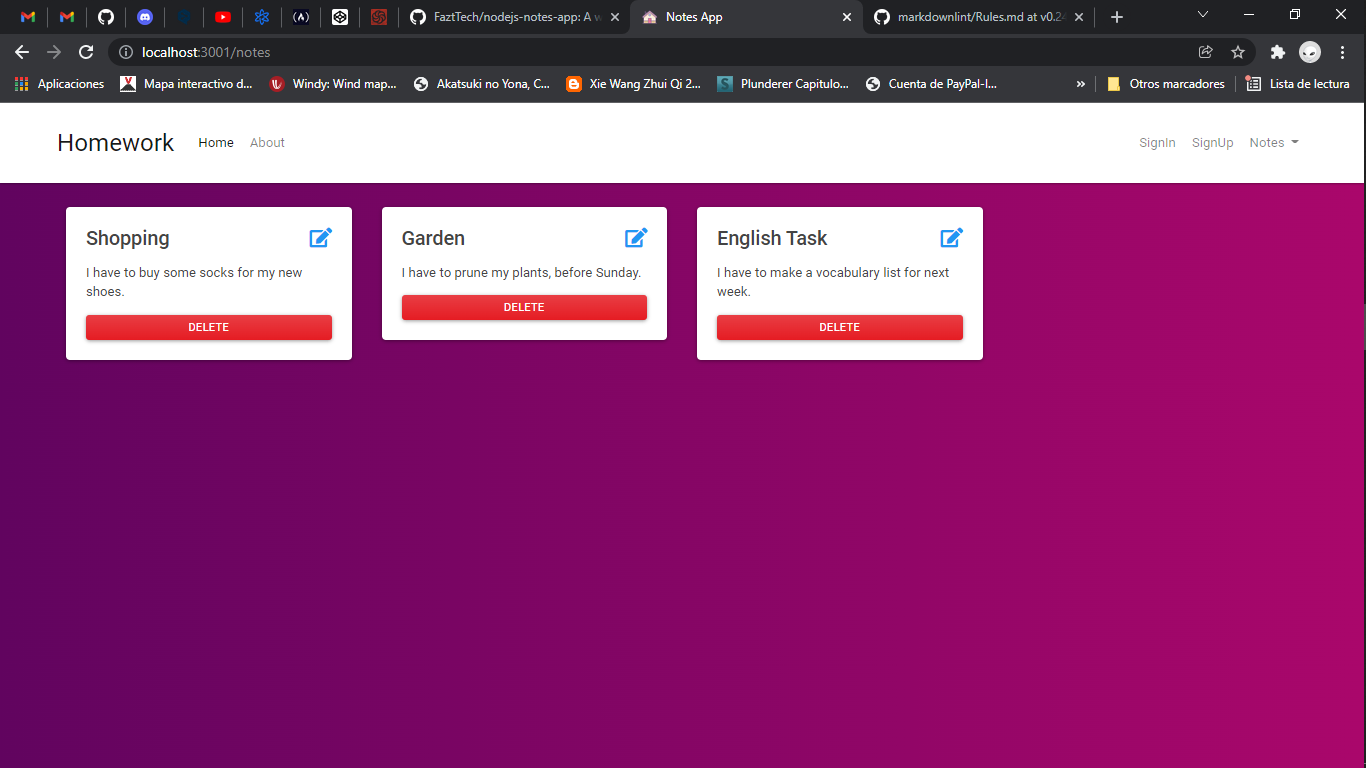 FaztTech/nodejs-notes-app: A w
Notes App
markdownlint/Rules.md at v0.24
localhost:3001/notes
Aplicaciones
Mapa interactivo d...
Windy: Wind map...
Akatsuki no Yona, C...
Xie Wang Zhui Qi 2...
Plunderer Capitulo...
Cuenta de PayPal-I...
»
Otros marcadores
Lista de lectura
Homework
Home
About
SignIn
SignUp
Notes
Shopping
I have to buy some socks for my new
shoes.
DELETE
Garden
I have to prune my plants, before Sunday.
DELETE
English Task
I have to make a vocabulary list for next
week.
DELETE